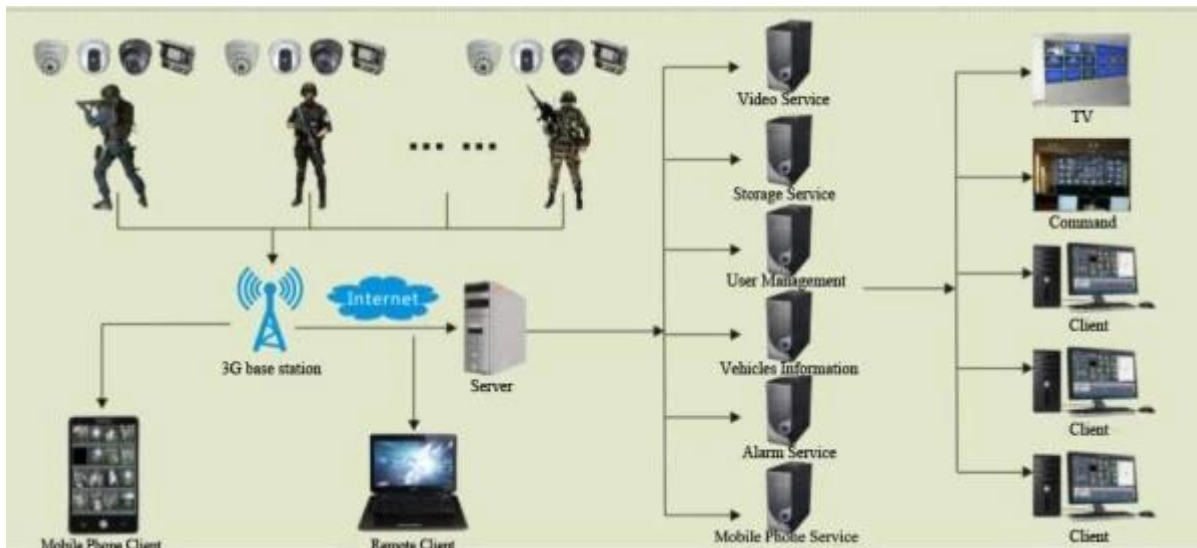 Video Service
TV
Storage Service
Command
User Management
Internet
Client
3G base station
Vehicles Information
Server
Client
Alarm Service
Mobile Phone Client
Remote Client
Mobile Phone Service
Client